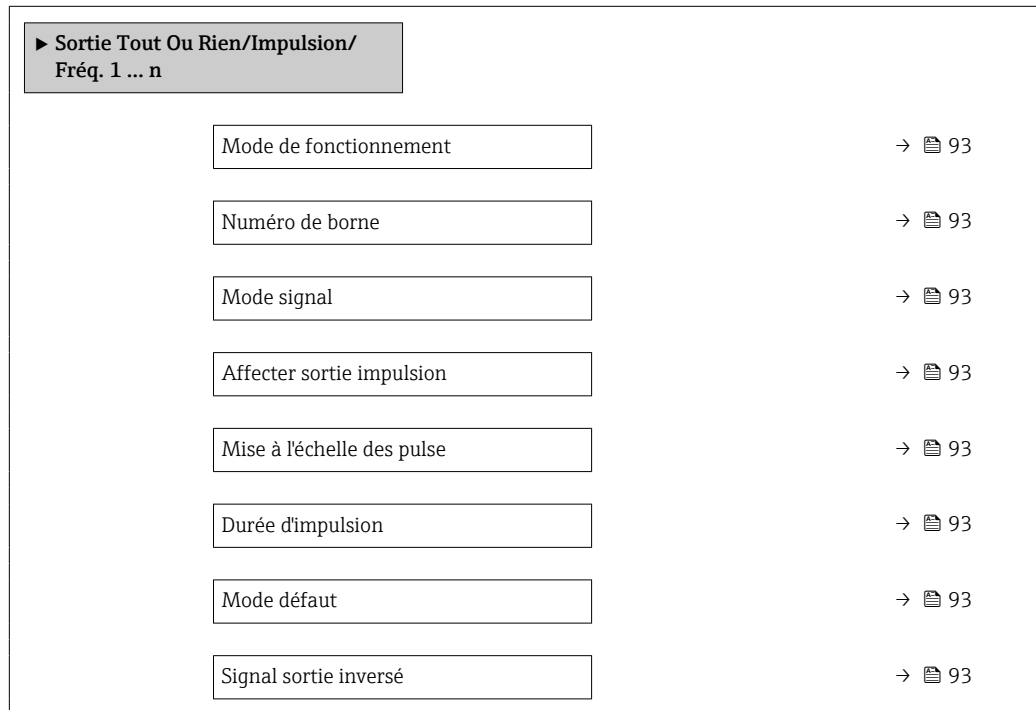 ► Sortie Tout Ou Rien/Impulsion/
Fréq. 1 … n
Mode de fonctionnement → 93
Numéro de borne → 93
Mode signal → 93
Affecter sortie impulsion → 93
Mise à l'échelle des pulse → 93
Durée d'impulsion → 93
Mode défaut → 93
Signal sortie inversé → 93